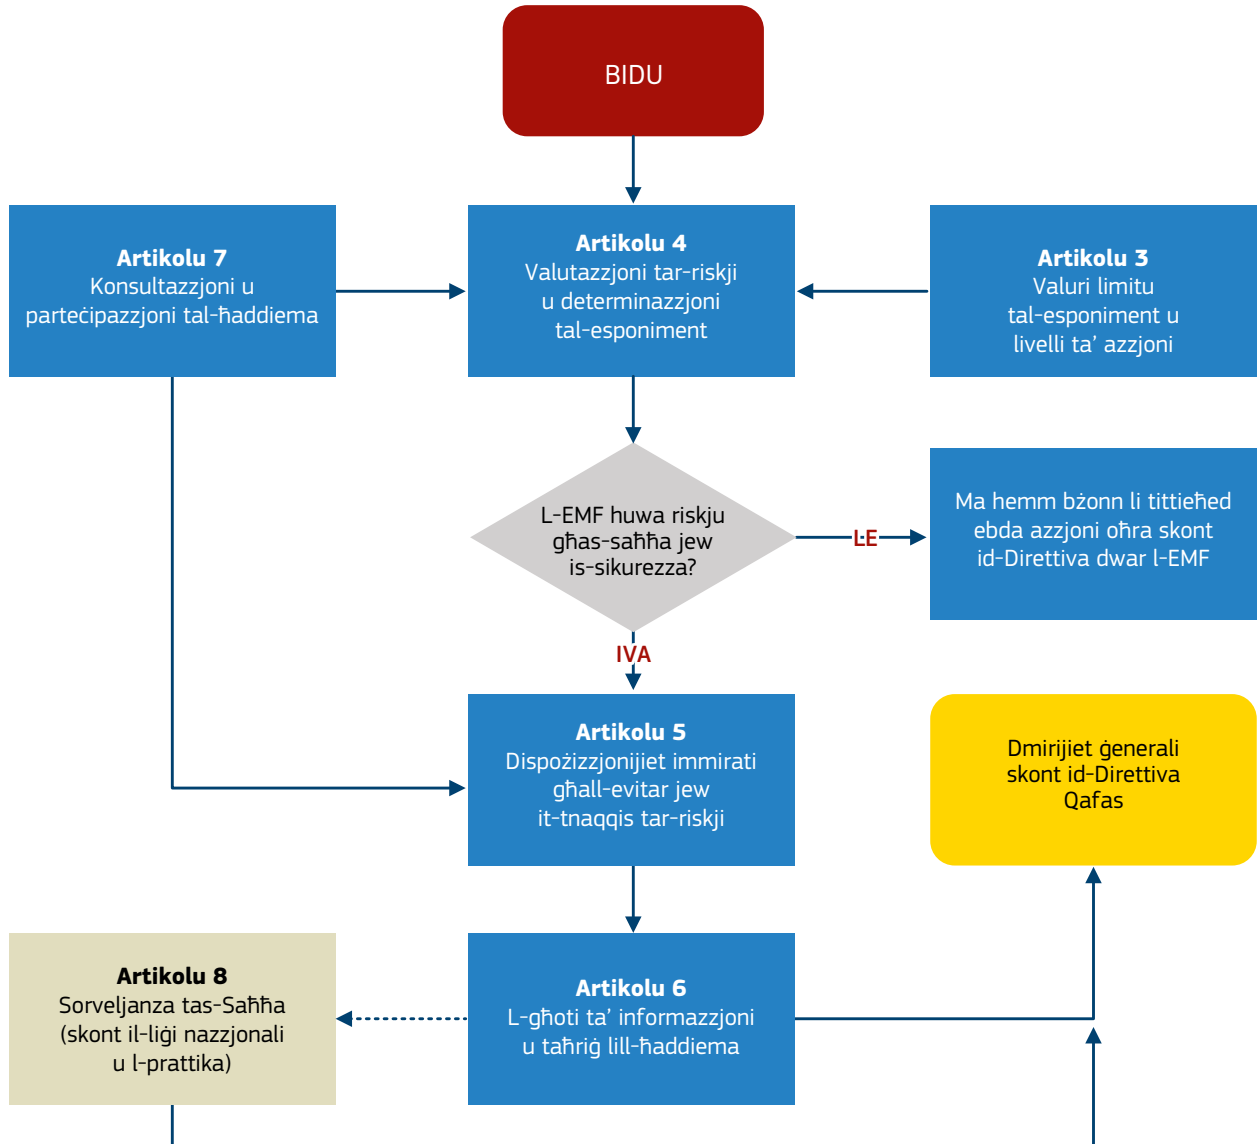 BIDU
Artikolu 7
Konsultazzjoni u
parteċipazzjoni tal-ħaddiema
Artikolu 4
Valutazzjoni tar-riskji
u determinazzjoni
tal-esponiment
Artikolu 3
Valuri limitu
tal-esponiment u
livelli ta’ azzjoni
L-EMF huwa riskju
għas-saħħa jew
is-sikurezza?
LE
Ma hemm bżonn li tittieħed
ebda azzjoni oħra skont
id-Direttiva dwar l-EMF
IVA
Artikolu 5
Dispożizzjonijiet immirati
għall-evitar jew
it-tnaqqis tar-riskji
Dmirijiet ġenerali
skont id-Direttiva
Qafas
Artikolu 8
Sorveljanza tas-Saħħa
(skont il-liġi nazzjonali
u l-prattika)
Artikolu 6
L-għoti ta’ informazzjoni
u taħriġ lill-ħaddiema